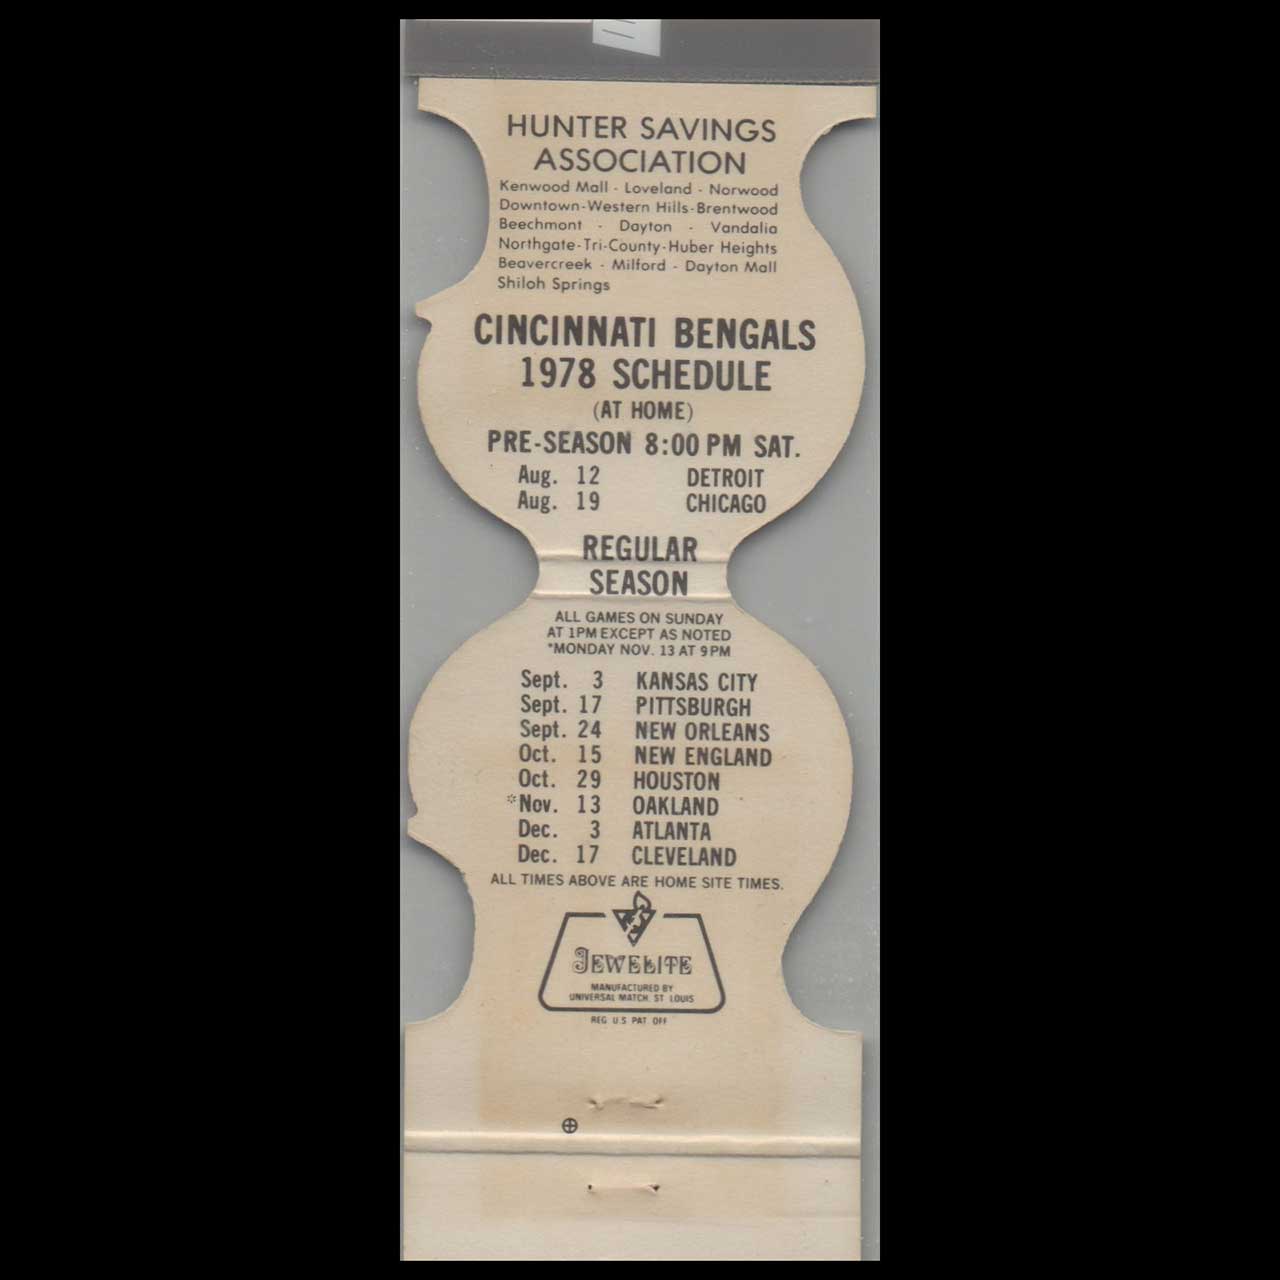 HUNTER SAVINGS
ASSOCIATION
Kenwood Mall - Loveland - Norwood
Downtown-Western Hills-Brentwood
Beechmont - Dayton - Vandalia
Northgate-Tri-County-Huber Heights
Beavercreek - Milford - Dayton Mall
Shiloh Springs
CINCINNATI BENGALS
1978 SCHEDULE
(AT HOME)
PRE-SEASON 8:00 PM SAT.
Aug. 12 DETROIT
Aug. 19 CHICAGO
REGULAR
SEASON
ALL GAMES ON SUNDAY
AT 1PM EXCEPT AS NOTED
*MONDAY NOV. 13 AT 9PM
Sept. 3 KANSAS CITY
Sept. 17 PITTSBURGH
Sept. 24 NEW ORLEANS
Oct. 15 NEW ENGLAND
Oct. 29 HOUSTON
*Nov. 13 OAKLAND
Dec. 3 ATLANTA
Dec. 17 CLEVELAND
ALL TIMES ABOVE ARE HOME SITE TIMES.
JEWELITE
MANUFACTURED BY
UNIVERSAL MATCH, ST. LOUIS
REG. U.S. PAT. OFF.